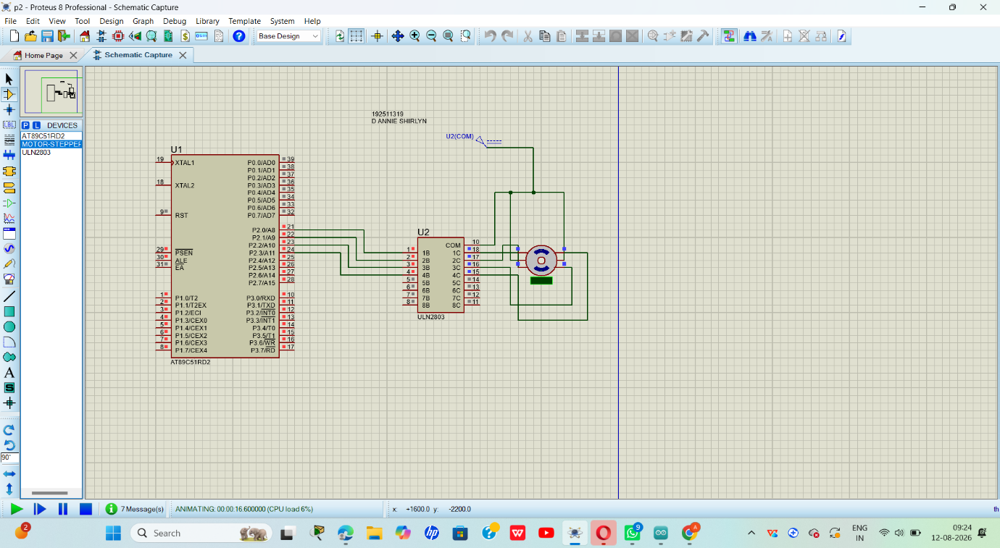 p2 - Proteus 8 Professional - Schematic Capture
File Edit View Tool Design Graph Debug Library Template System Help
Base Design
Home Page
Schematic Capture
P L DEVICES
AT89C51RD2
MOTOR-STEPPER
ULN2803
LBL
A
S
90°
192511319
D ANNIE SHIRLYN
U2(COM)
U1
19 XTAL1
18 XTAL2
9 RST
29 PSEN
30 ALE
31 EA
1 P1.0/T2
2 P1.1/T2EX
3 P1.2/ECI
4 P1.3/CEX0
5 P1.4/CEX1
6 P1.5/CEX2
7 P1.6/CEX3
8 P1.7/CEX4
P0.0/AD0 39
P0.1/AD1 38
P0.2/AD2 37
P0.3/AD3 36
P0.4/AD4 35
P0.5/AD5 34
P0.6/AD6 33
P0.7/AD7 32
P2.0/A8 21
P2.1/A9 22
P2.2/A10 23
P2.3/A11 24
P2.4/A12 25
P2.5/A13 26
P2.6/A14 27
P2.7/A15 28
P3.0/RXD 10
P3.1/TXD 11
P3.2/INT0 12
P3.3/INT1 13
P3.4/T0 14
P3.5/T1 15
P3.6/WR 16
P3.7/RD 17
AT89C51RD2
U2
COM 10
1 1B 1C 18
2 2B 2C 17
3 3B 3C 16
4 4B 4C 15
5 5B 5C 14
6 6B 6C 13
7 7B 7C 12
8 8B 8C 11
ULN2803
7 Message(s)
ANIMATING: 00:00:16.600000 (CPU load 6%)
x: +1600.0 y: -2200.0
th
2
Search
9
A
ENG
IN
09:24
12-08-2026